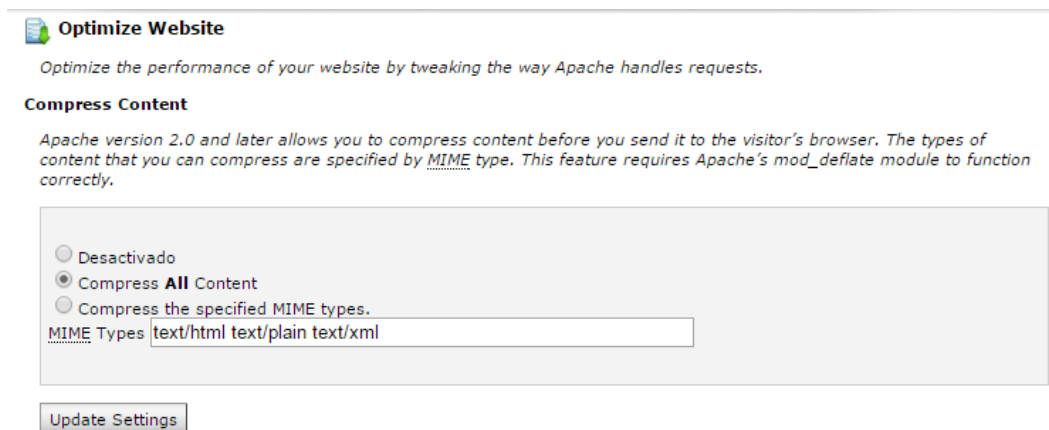 Optimize Website
Optimize the performance of your website by tweaking the way Apache handles requests.
Compress Content
Apache version 2.0 and later allows you to compress content before you send it to the visitor's browser. The types of
content that you can compress are specified by MIME type. This feature requires Apache's mod_deflate module to function
correctly.
Desactivado
Compress All Content
Compress the specified MIME types.
MIME Types text/html text/plain text/xml
Update Settings